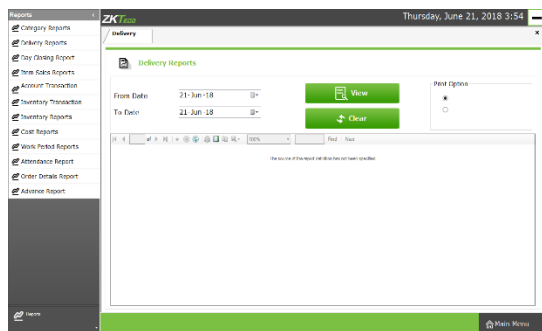 Reports
Category Reports
Delivery Reports
Day Closing Report
Item Sales Reports
Account Transaction
Inventory Transaction
Inventory Reports
Cost Reports
Work Period Reports
Attendance Report
Order Details Report
Advance Report
Reports
ZKTeco
Thursday, June 21, 2018 3:54
Delivery
x
Delivery Reports
From Date
21-Jun-18
View
Print Option
To Date
21-Jun-18
Clear
of
100%
Find | Next
The source of the report definition has not been specified
Main Menu